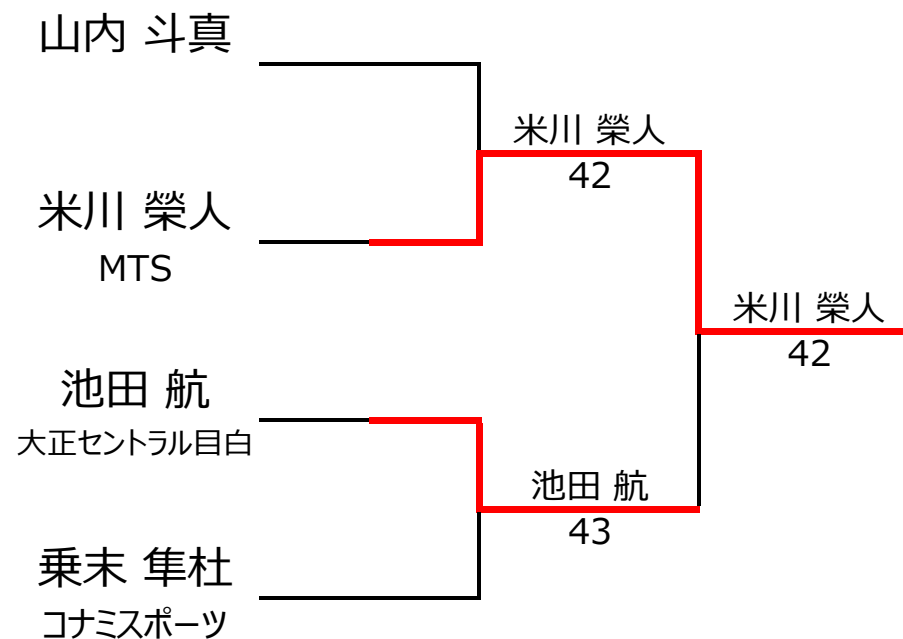 山内 斗真
米川 榮人
MTS
池田 航
大正セントラル目白
乗末 隼杜
コナミスポーツ
米川 榮人
42
池田 航
43
米川 榮人
42